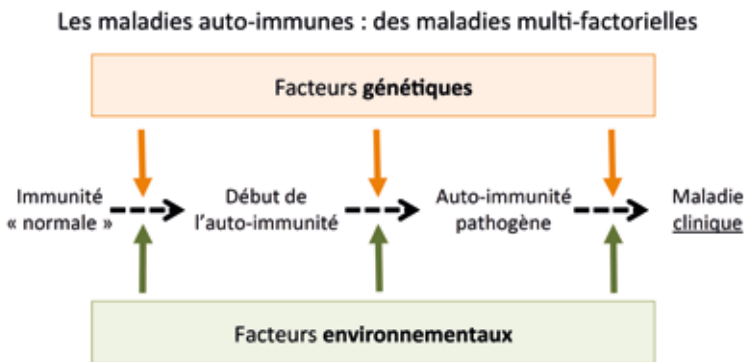 Les maladies auto-immunes : des maladies multi-factorielles
Facteurs génétiques
Immunité
« normale »
Début de
l'auto-immunité
Auto-immunité
pathogène
Maladie
clinique
Facteurs environnementaux